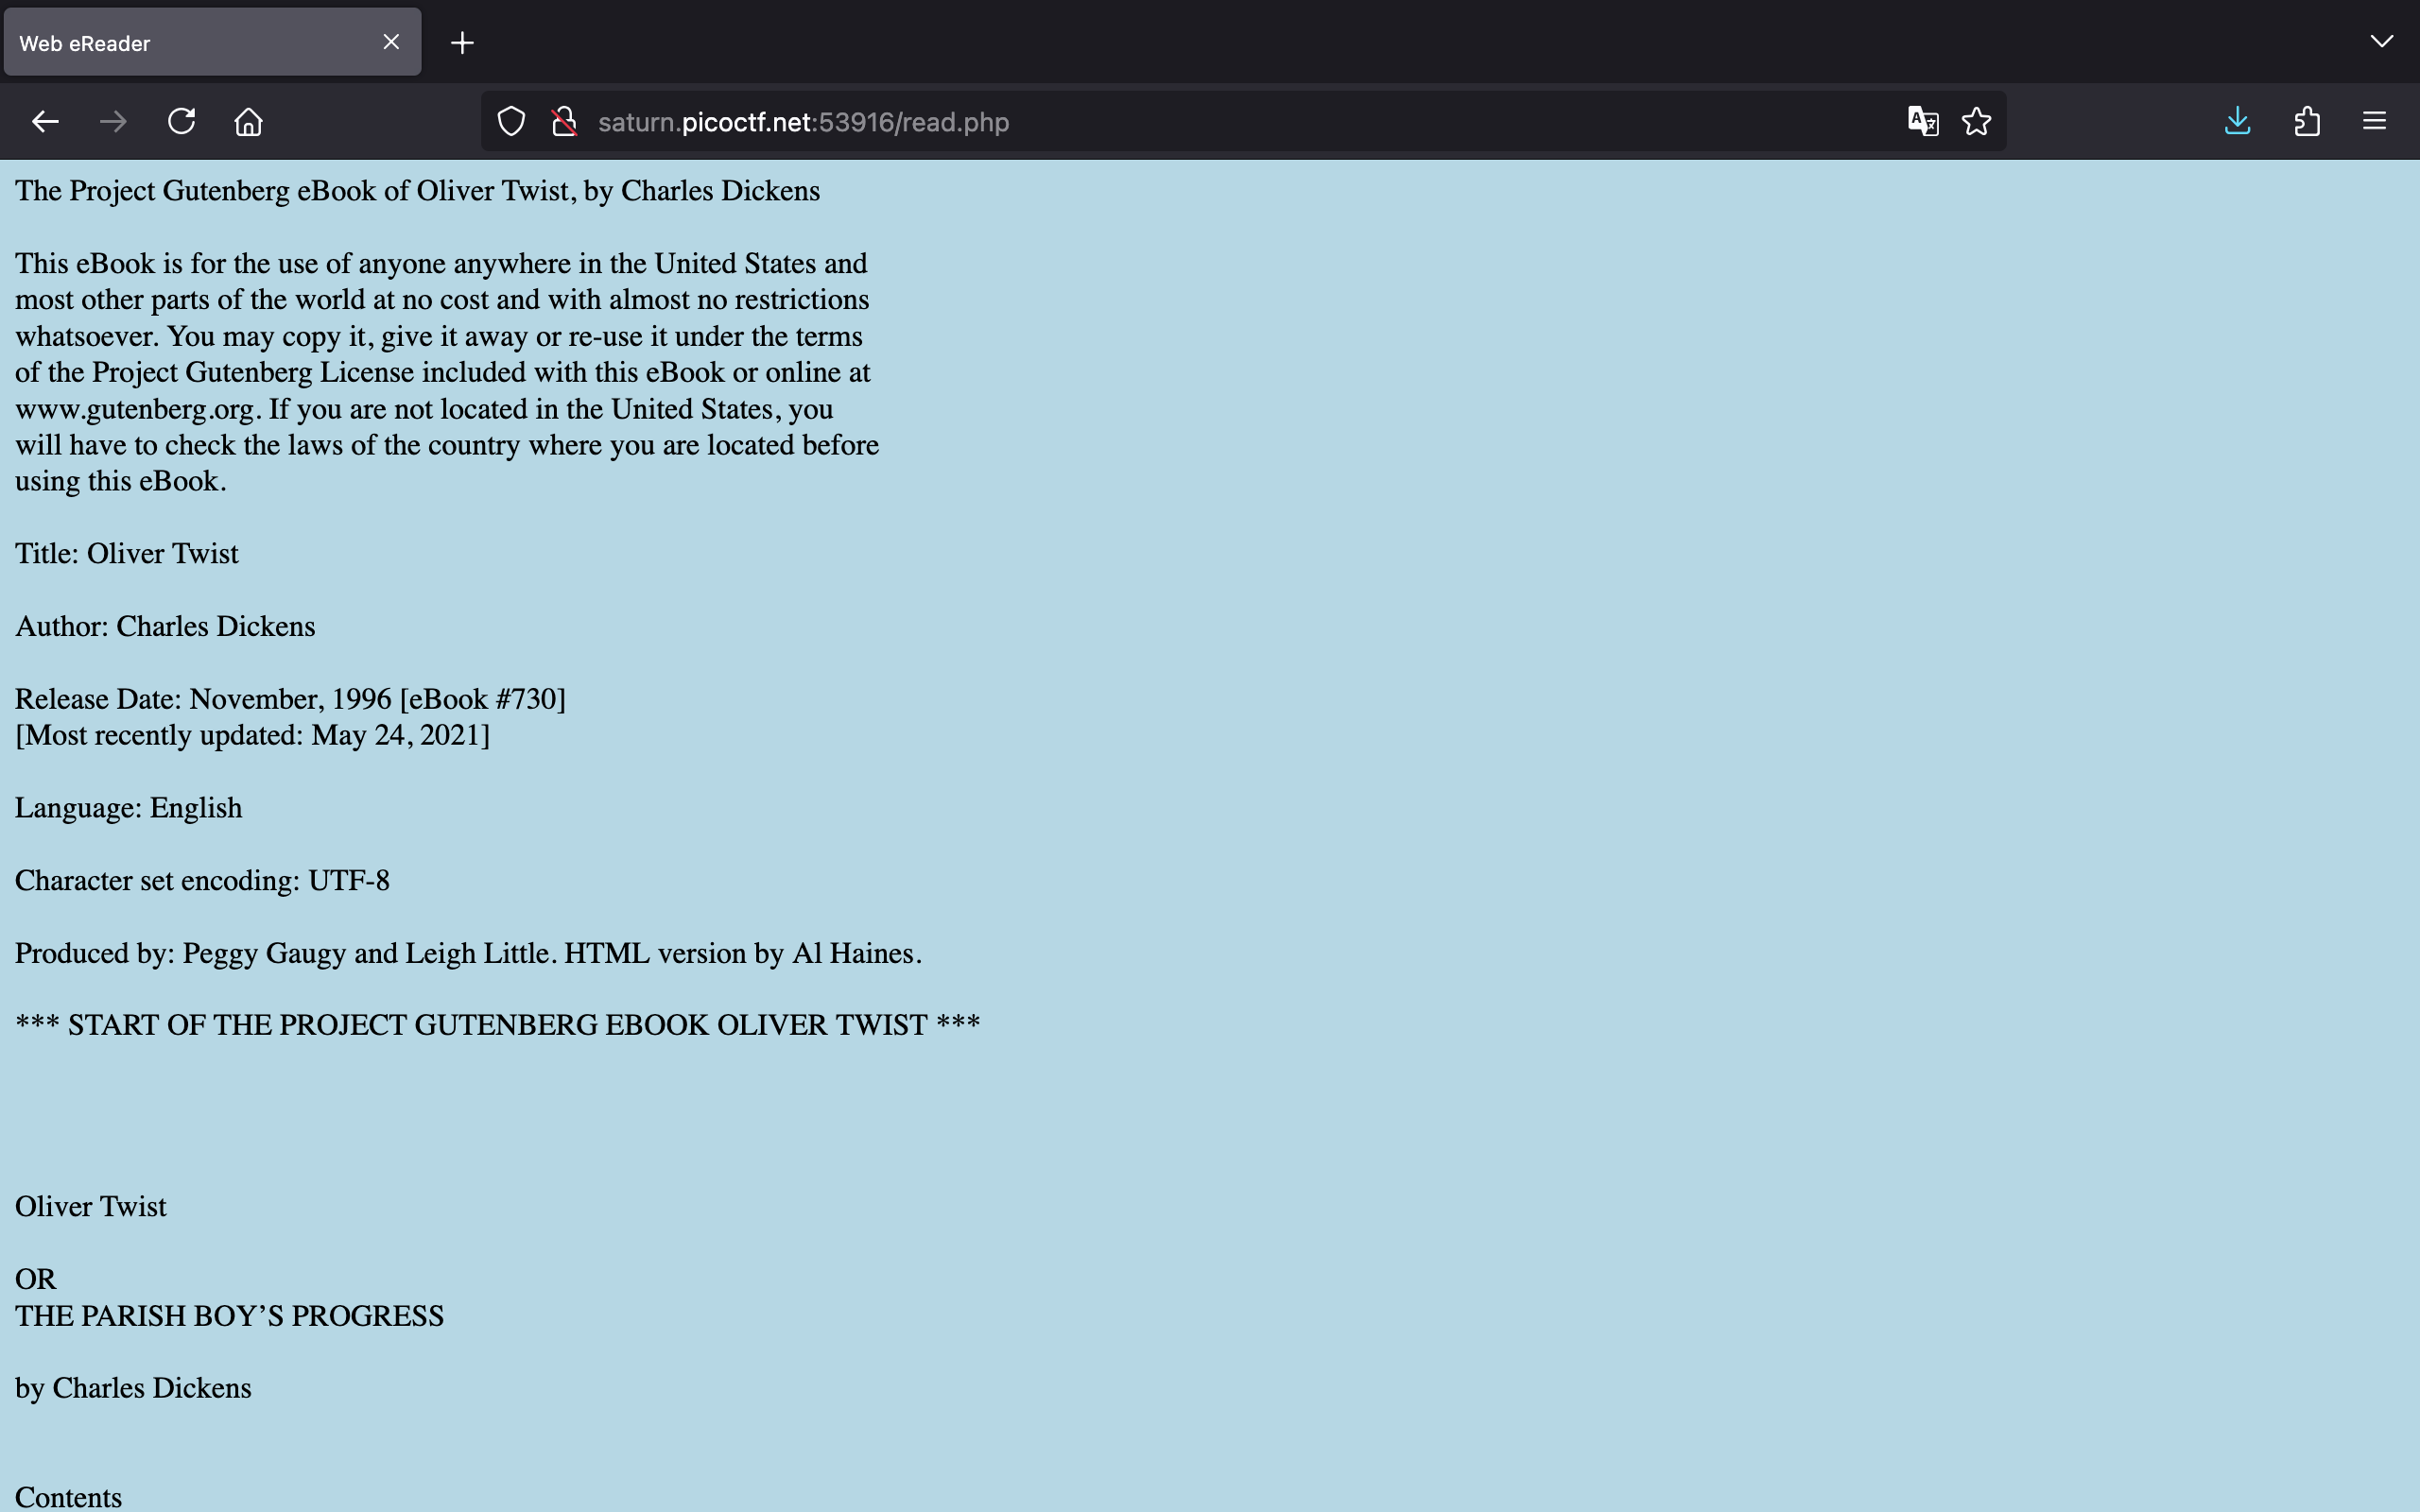 Web eReader
saturn.picoctf.net:53916/read.php
The Project Gutenberg eBook of Oliver Twist, by Charles Dickens
This eBook is for the use of anyone anywhere in the United States and
most other parts of the world at no cost and with almost no restrictions
whatsoever. You may copy it, give it away or re-use it under the terms
of the Project Gutenberg License included with this eBook or online at
www.gutenberg.org. If you are not located in the United States, you
will have to check the laws of the country where you are located before
using this eBook.
Title: Oliver Twist
Author: Charles Dickens
Release Date: November, 1996 [eBook #730]
[Most recently updated: May 24, 2021]
Language: English
Character set encoding: UTF-8
Produced by: Peggy Gaugy and Leigh Little. HTML version by Al Haines.
*** START OF THE PROJECT GUTENBERG EBOOK OLIVER TWIST ***
Oliver Twist
OR
THE PARISH BOY’S PROGRESS
by Charles Dickens
Contents